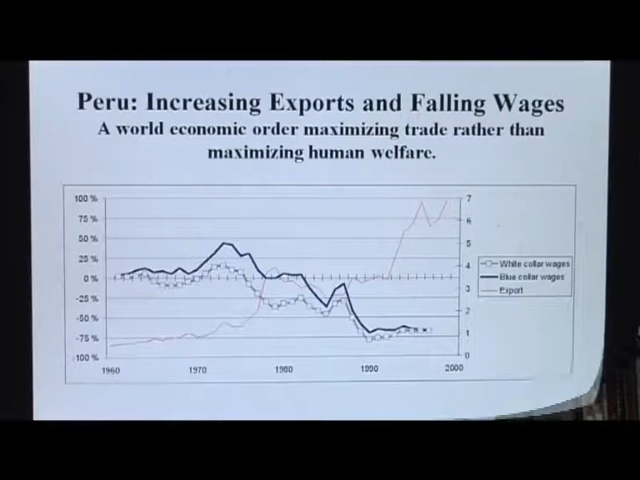 Peru: Increasing Exports and Falling Wages
A world economic order maximizing trade rather than
maximizing human welfare.
100 %
75 %
50 %
25 %
0 %
-25 %
-50 %
-75 %
-100 %
7
6
5
4
3
2
1
0
1960 1970 1980 1990 2000
White collar wages
Blue collar wages
Export